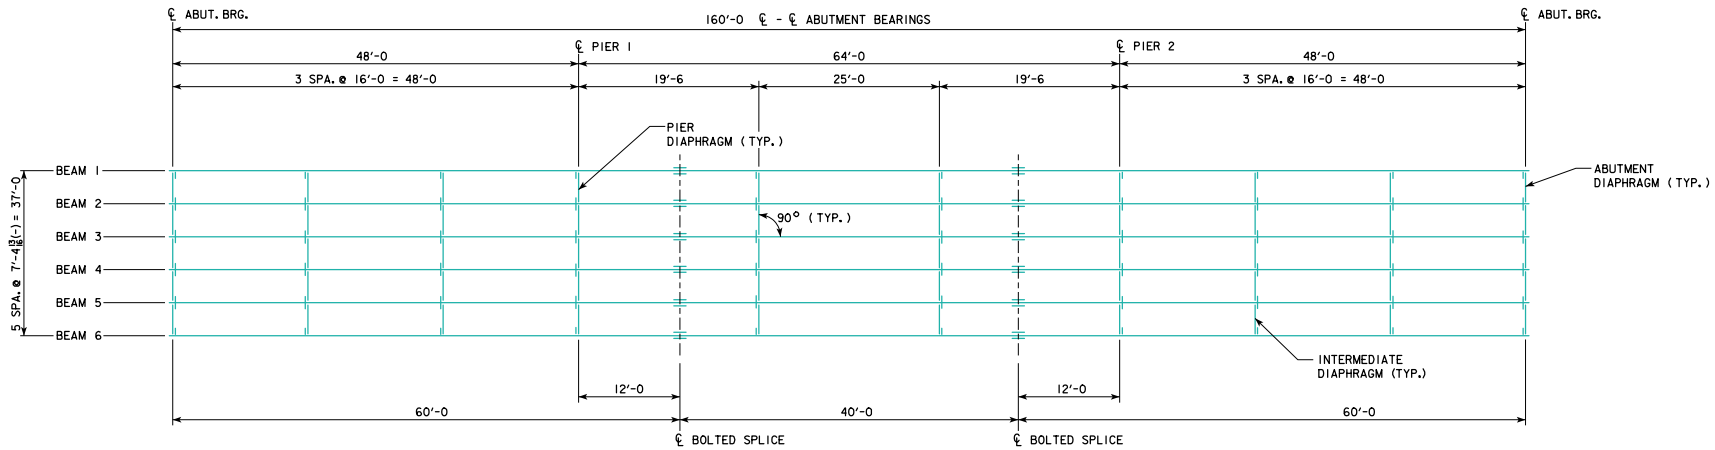 ℄ ABUT. BRG.
160'-0 ℄ - ℄ ABUTMENT BEARINGS
℄ ABUT. BRG.
℄ PIER 1
℄ PIER 2
48'-0
64'-0
48'-0
3 SPA. @ 16'-0 = 48'-0
19'-6
25'-0
19'-6
3 SPA. @ 16'-0 = 48'-0
PIER
DIAPHRAGM (TYP.)
ABUTMENT
DIAPHRAGM (TYP.)
BEAM 1
BEAM 2
BEAM 3
BEAM 4
BEAM 5
BEAM 6
5 SPA. @ 7'-4 13/16(-) = 37'-0
90° (TYP.)
INTERMEDIATE
DIAPHRAGM (TYP.)
12'-0
12'-0
60'-0
40'-0
60'-0
℄ BOLTED SPLICE
℄ BOLTED SPLICE